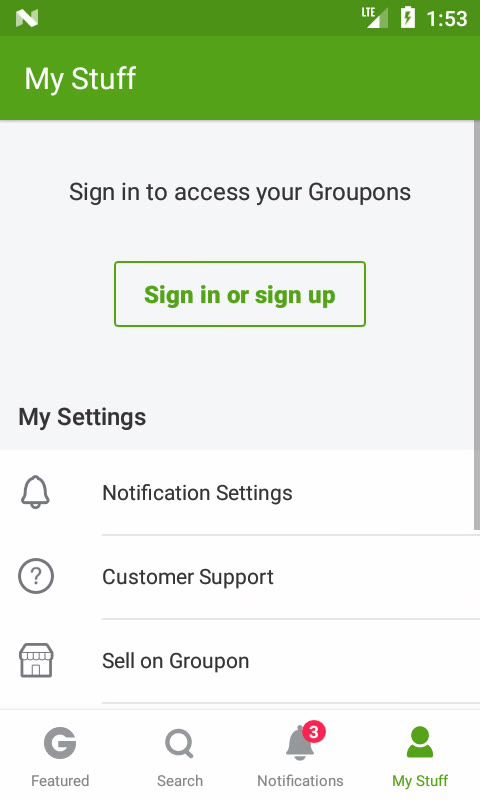 LTE 1:53
My Stuff
Sign in to access your Groupons
Sign in or sign up
My Settings
Notification Settings
? Customer Support
Sell on Groupon
G
3
Featured Search Notifications My Stuff